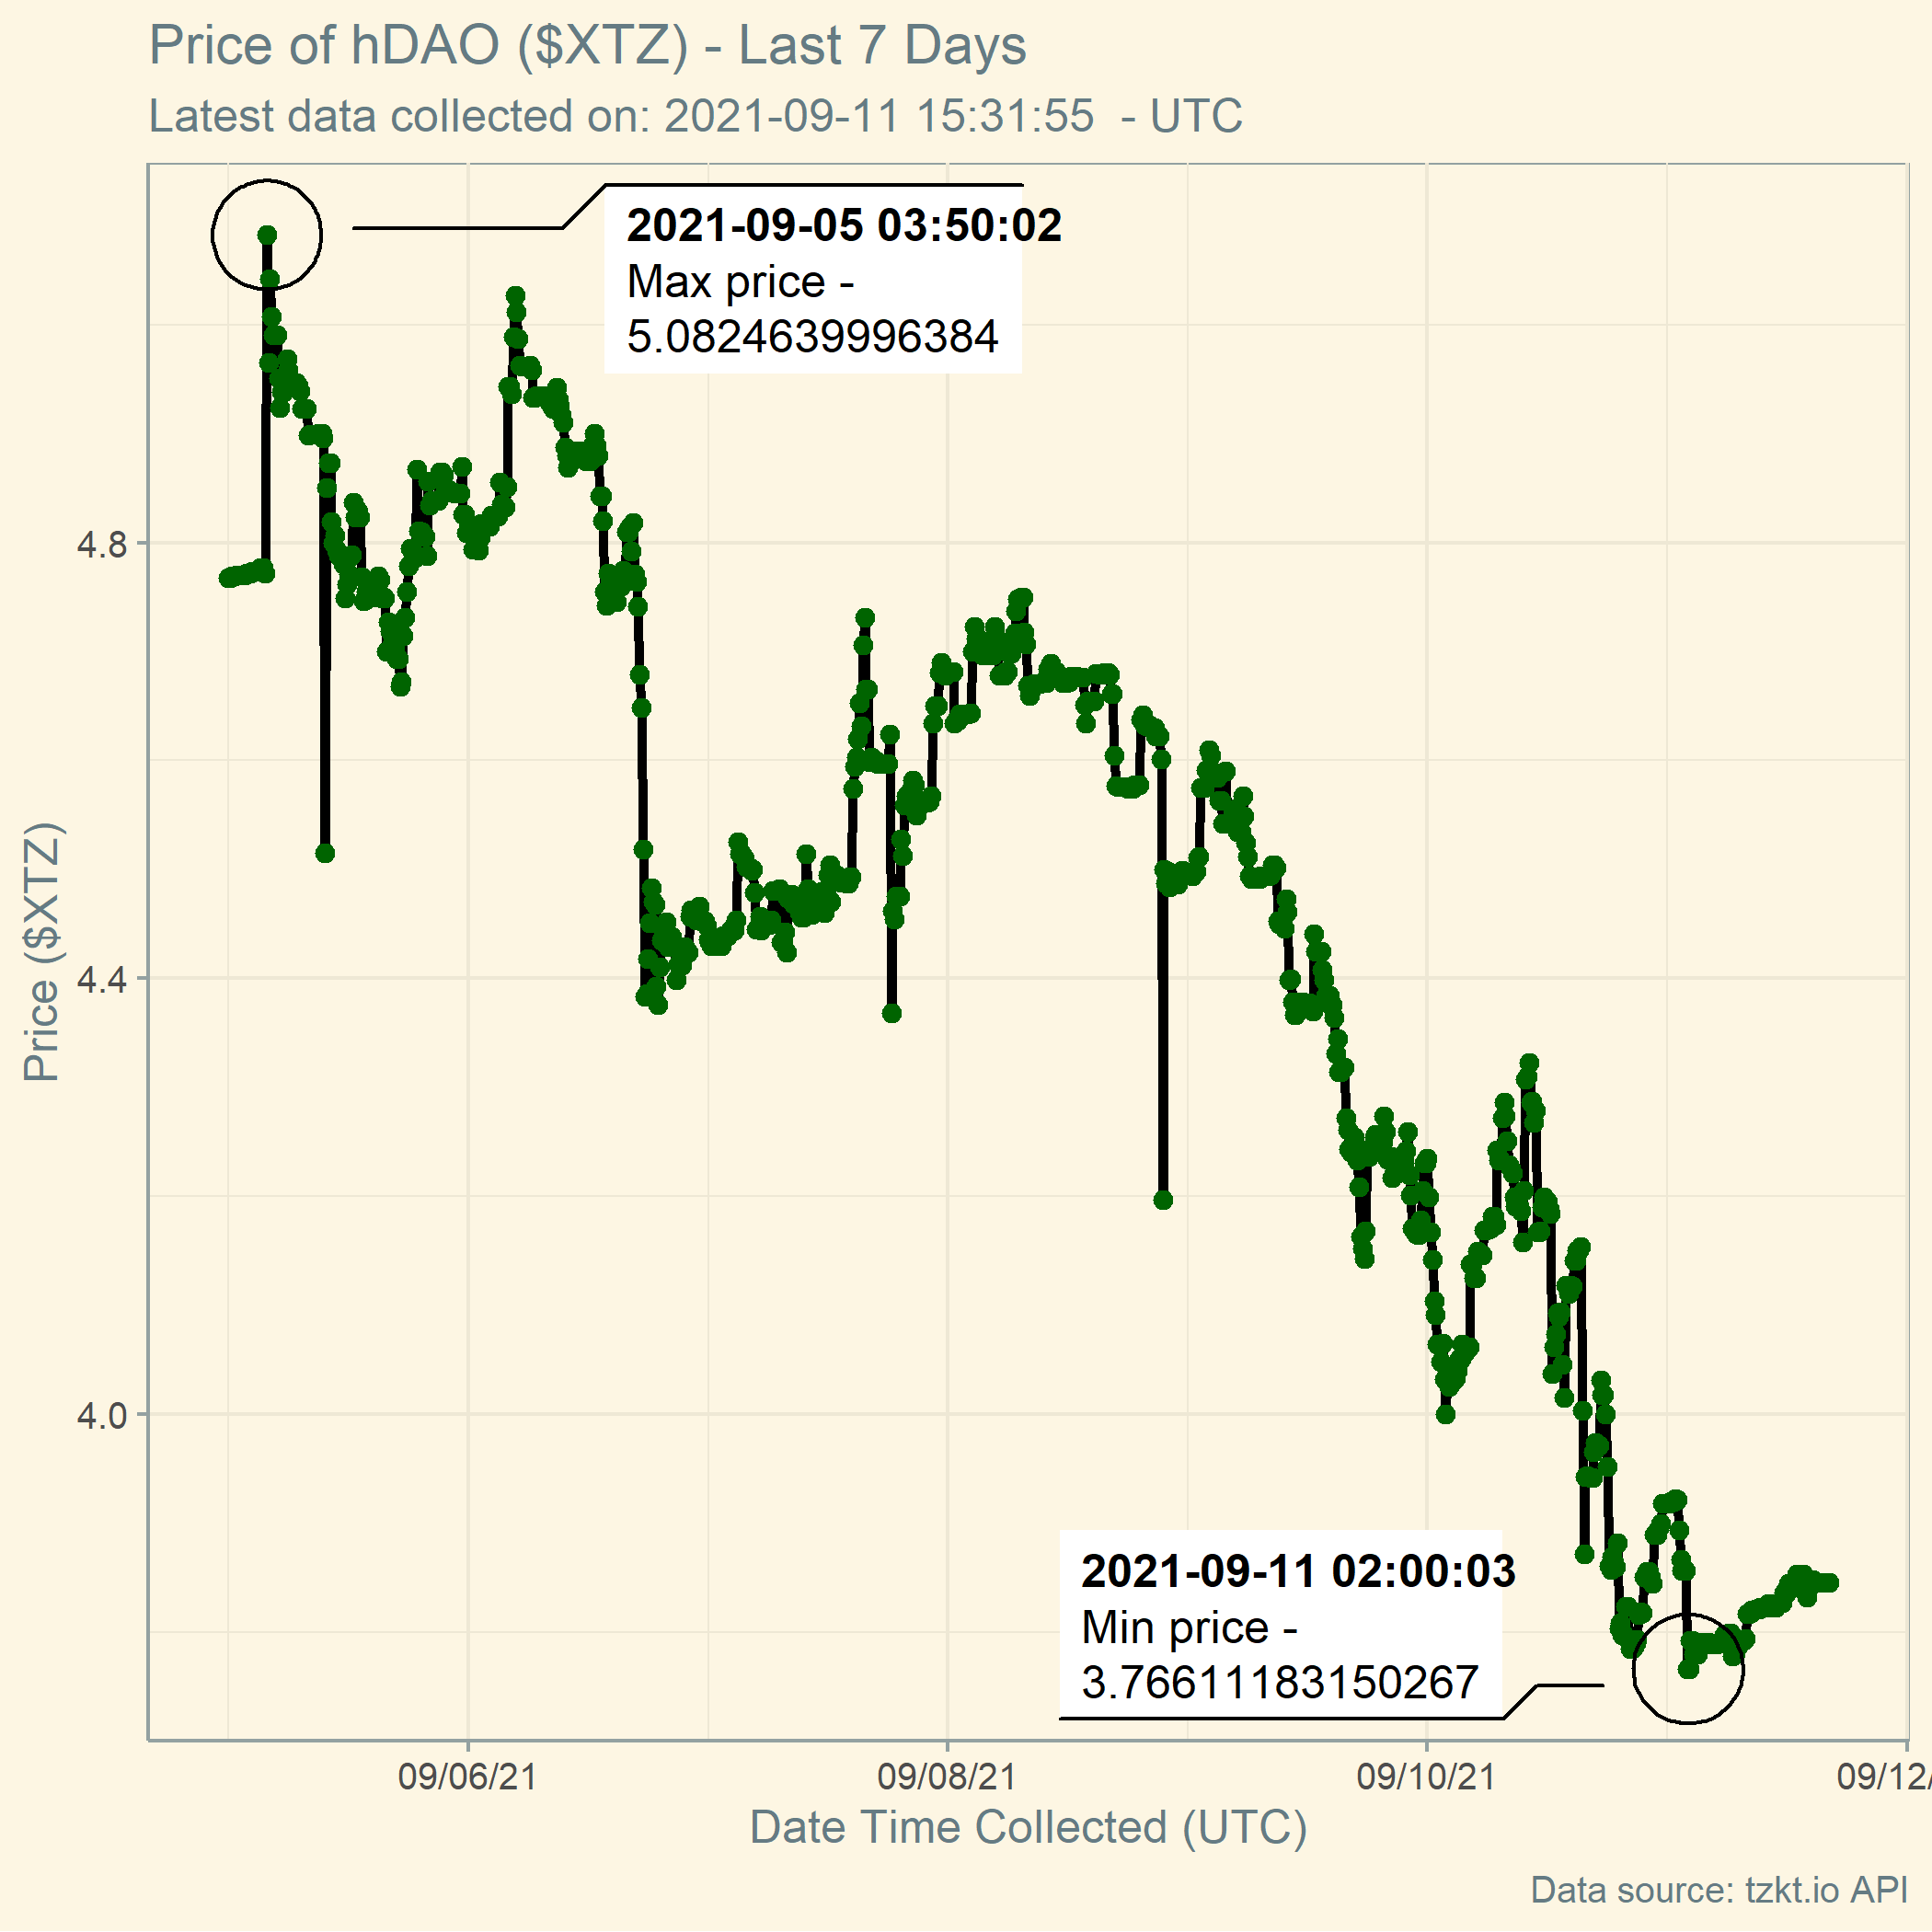 Price of hDAO ($XTZ) - Last 7 Days
Latest data collected on: 2021-09-11 15:31:55  - UTC
2021-09-05 03:50:02
Max price -
5.0824639996384
4.8
4.4
4.0
Price ($XTZ)
2021-09-11 02:00:03
Min price -
3.76611183150267
09/06/21
09/08/21
09/10/21
09/12/
Date Time Collected (UTC)
Data source: tzkt.io API